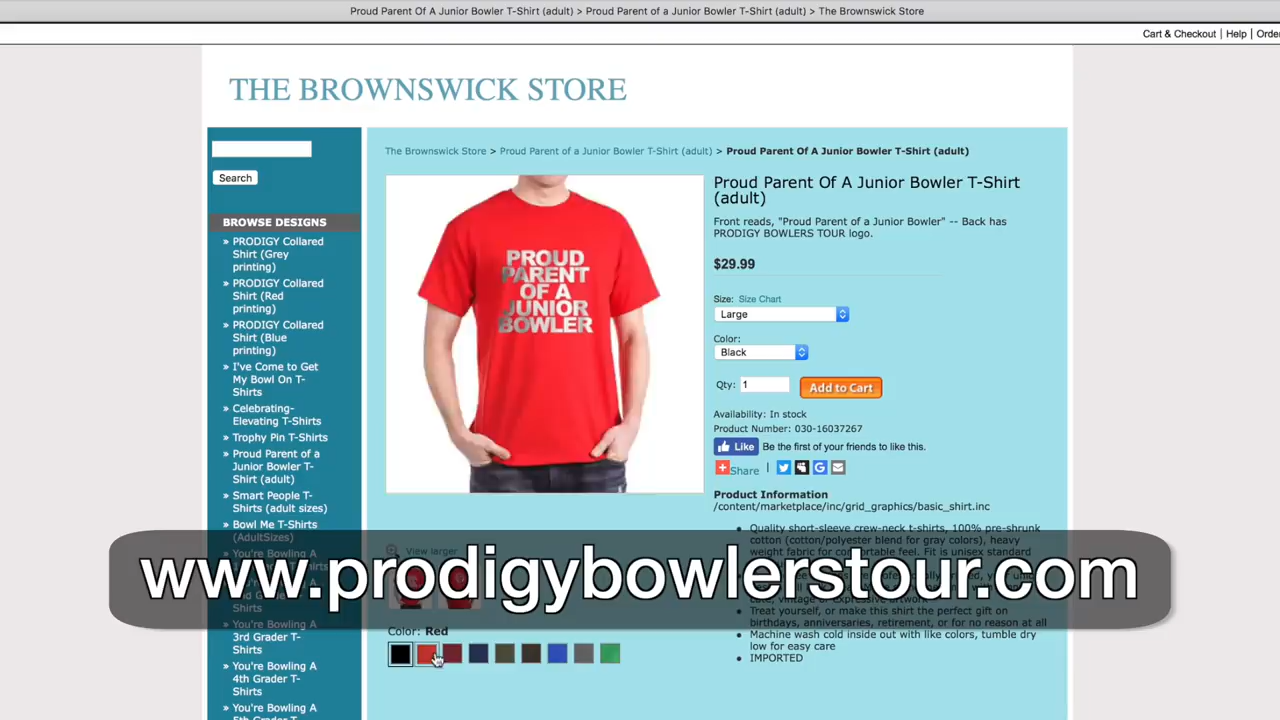 Proud Parent Of A Junior Bowler T-Shirt (adult) > Proud Parent of a Junior Bowler T-Shirt (adult) > The Brownswick Store
Cart & Checkout | Help |
THE BROWNSWICK STORE
Search
BROWSE DESIGNS
» PRODIGY Collared
Shirt (Grey
printing)
» PRODIGY Collared
Shirt (Red
printing)
» PRODIGY Collared
Shirt (Blue
printing)
» I've Come to Get
My Bowl On T-
Shirts
» Celebrating-
Elevating T-Shirts
» Trophy Pin T-Shirts
» Proud Parent of a
Junior Bowler T-
Shirt (adult)
» Smart People T-
Shirts (adult sizes)
» Bowl Me T-Shirts
(AdultSizes)
» You're Bowling A
Shirts
» You're Bowling A
3rd Grader T-
Shirts
» You're Bowling A
4th Grader T-
Shirts
» You're Bowling A
The Brownswick Store > Proud Parent of a Junior Bowler T-Shirt (adult) > Proud Parent Of A Junior Bowler T-Shirt (adult)
PROUD
PARENT
OF A
JUNIOR
BOWLER
View larger
Color: Red
Proud Parent Of A Junior Bowler T-Shirt
(adult)
Front reads, "Proud Parent of a Junior Bowler" -- Back has
PRODIGY BOWLERS TOUR logo.
$29.99
Size: Size Chart
Large
Color:
Black
Qty: 1 Add to Cart
Availability: In stock
Product Number: 030-16037267
Like Be the first of your friends to like this.
Share |
Product Information
/content/marketplace/inc/grid_graphics/basic_shirt.inc
• Quality short-sleeve crew-neck t-shirts, 100% pre-shrunk
cotton (cotton/polyester blend for gray colors), heavy
weight fabric for comfortable feel. Fit is unisex standard
• Treat yourself, or make this shirt the perfect gift on
birthdays, anniversaries, retirement, or for no reason at all
• Machine wash cold inside out with like colors, tumble dry
low for easy care
• IMPORTED
www.prodigybowlerstour.com